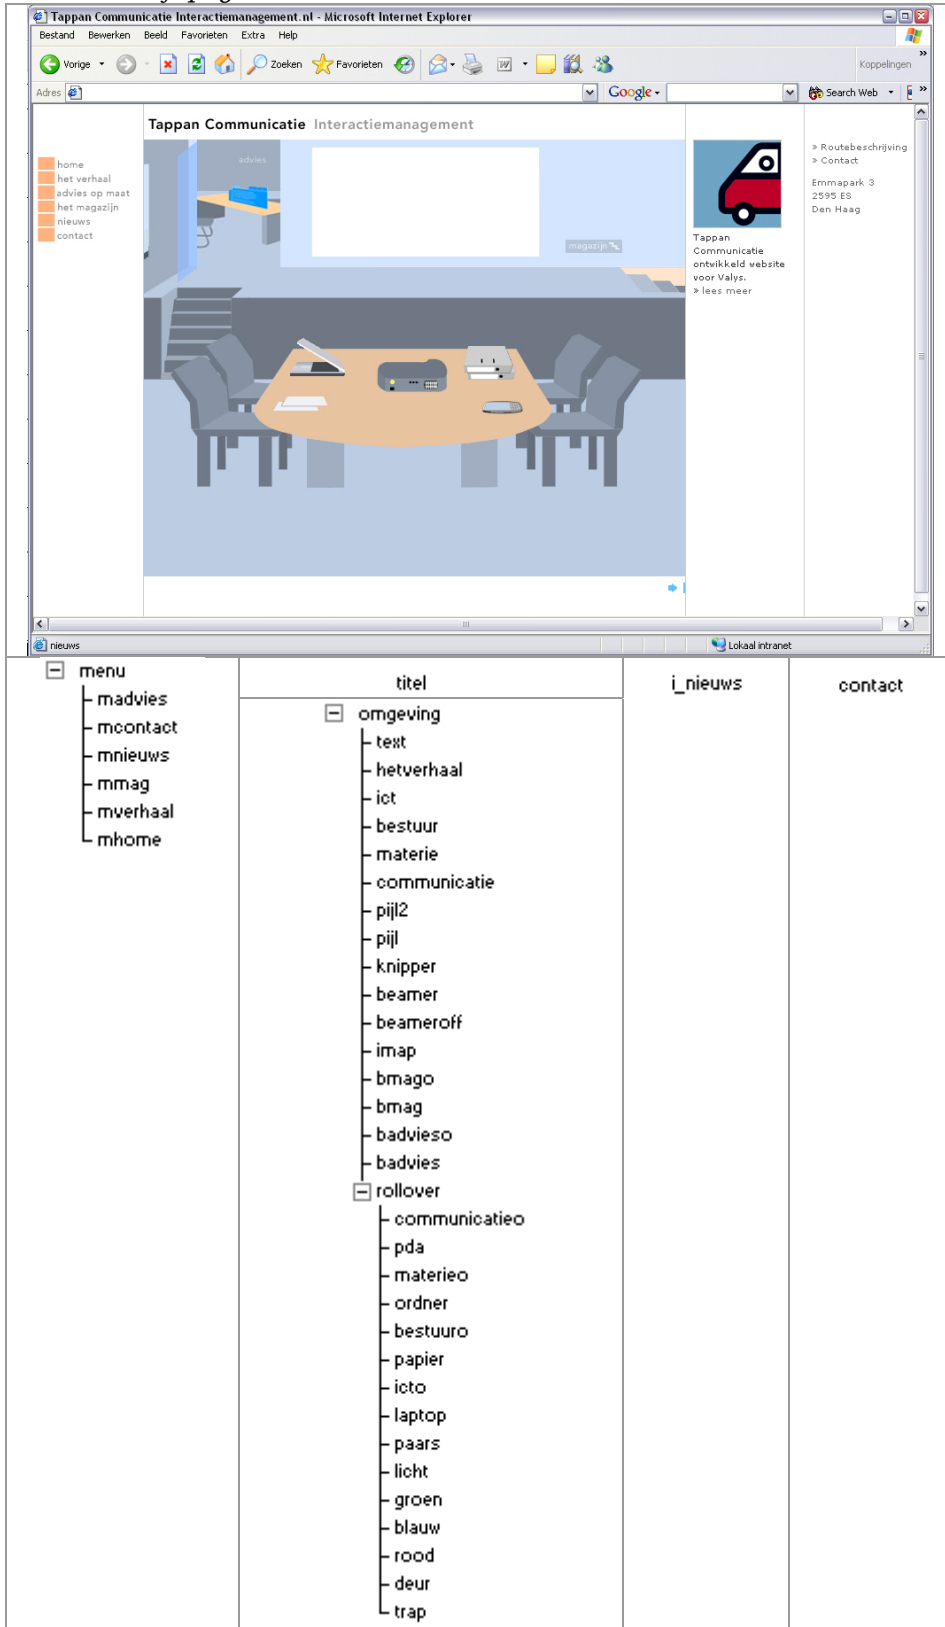 Tappan Communicatie Interactiemanagement.nl - Microsoft Internet Explorer
Bestand Bewerken Beeld Favorieten Extra Help
Vorige Zoeken Favorieten Koppelingen »
Adres Google Search Web »
Tappan Communicatie Interactiemanagement
home
het verhaal
advies op maat
het magazijn
nieuws
contact
advies
magazijn
Tappan
Communicatie
ontwikkeld website
voor Valys.
» lees meer
» Routebeschrijving
» Contact
Emmapark 3
2595 ES
Den Haag
nieuws Lokaal intranet
menu
madvies
mcontact
mnieuws
mmag
mverhaal
mhome
titel
omgeving
text
hetverhaal
ict
bestuur
materie
communicatie
pijl2
pijl
knipper
beamer
beameroff
imap
bmago
bmag
badvieso
badvies
rollover
communicatieo
pda
materieo
ordner
bestuuro
papier
icto
laptop
paars
licht
groen
blauw
rood
deur
trap
i_nieuws
contact